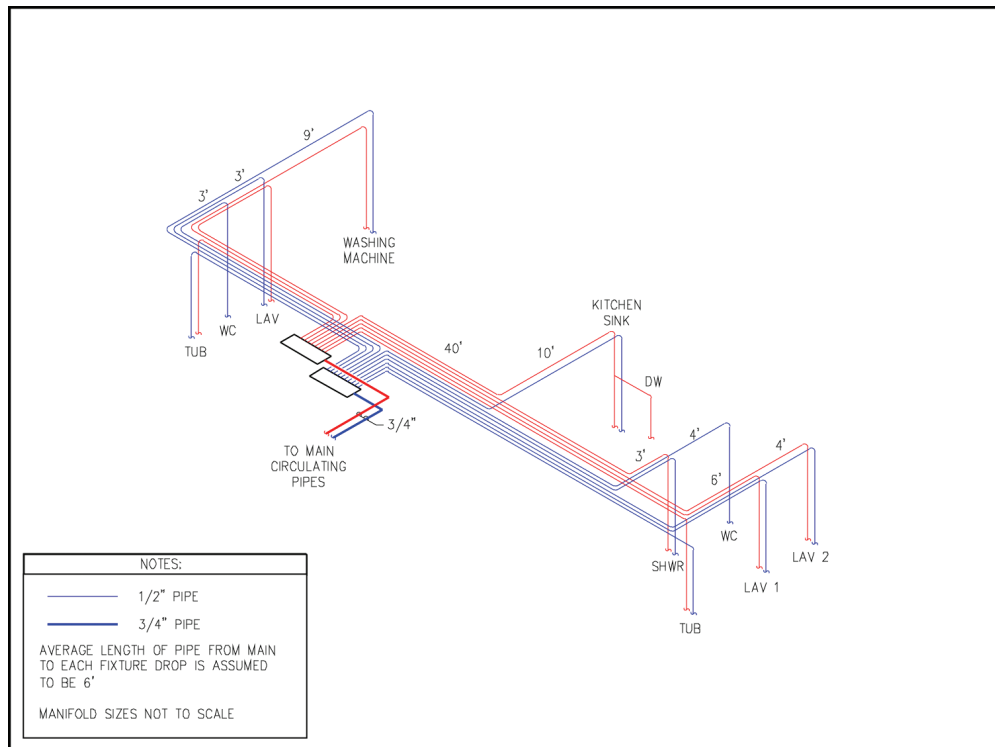 9'
3'
3'
WASHING
MACHINE
LAV
WC
TUB
KITCHEN
SINK
40'
10'
DW
3/4"
TO MAIN
CIRCULATING
PIPES
3'
4'
4'
6'
WC
SHWR
LAV 2
LAV 1
TUB
NOTES:
1/2" PIPE
3/4" PIPE
AVERAGE LENGTH OF PIPE FROM MAIN
TO EACH FIXTURE DROP IS ASSUMED
TO BE 6'
MANIFOLD SIZES NOT TO SCALE